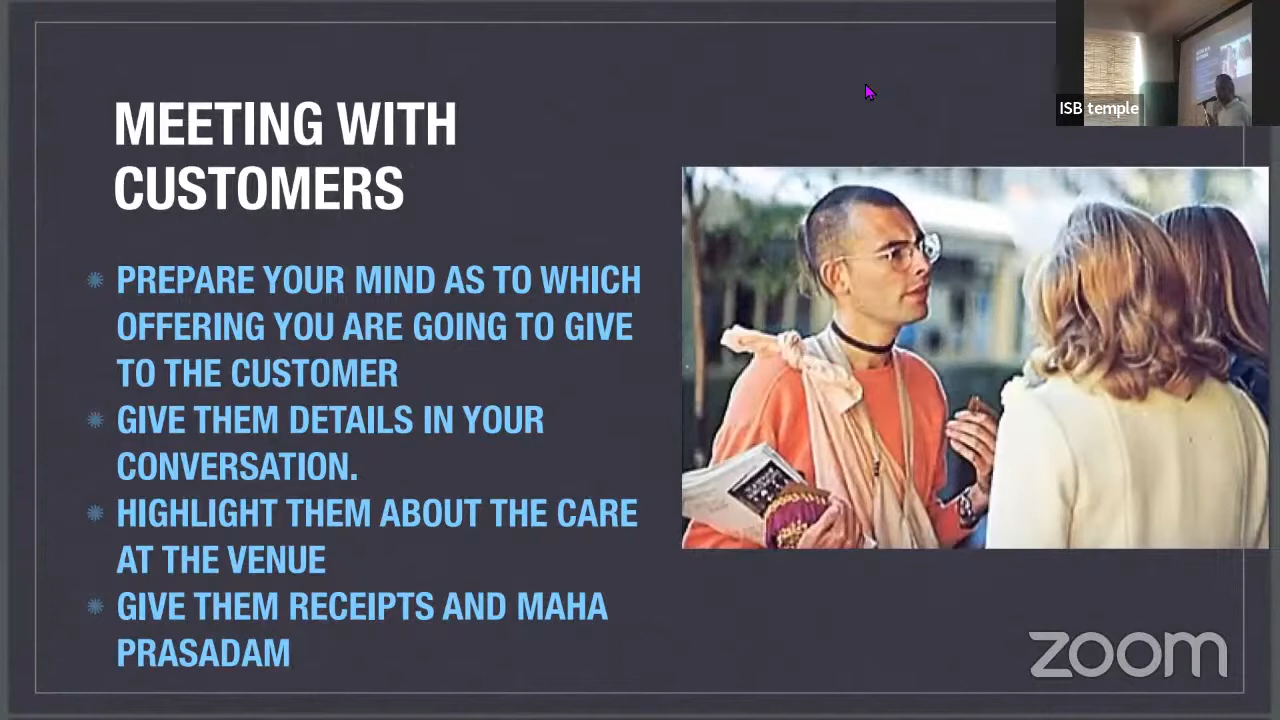 MEETING WITH
CUSTOMERS
PREPARE YOUR MIND AS TO WHICH
OFFERING YOU ARE GOING TO GIVE
TO THE CUSTOMER
GIVE THEM DETAILS IN YOUR
CONVERSATION.
HIGHLIGHT THEM ABOUT THE CARE
AT THE VENUE
GIVE THEM RECEIPTS AND MAHA
PRASADAM
ISB temple
zoom